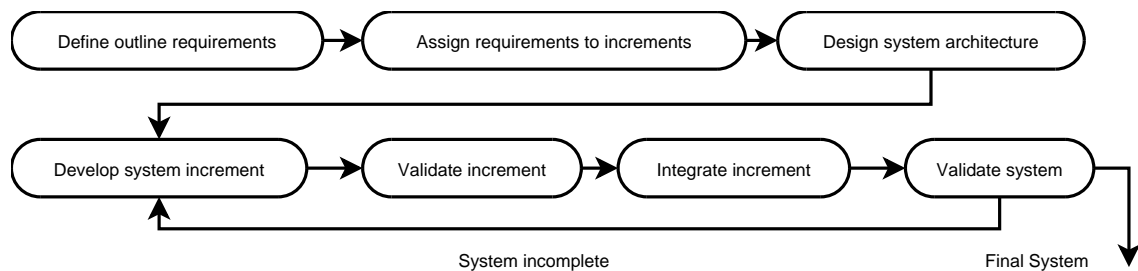 Define outline requirements
Assign requirements to increments
Design system architecture
Develop system increment
Validate increment
Integrate increment
Validate system
System incomplete
Final System